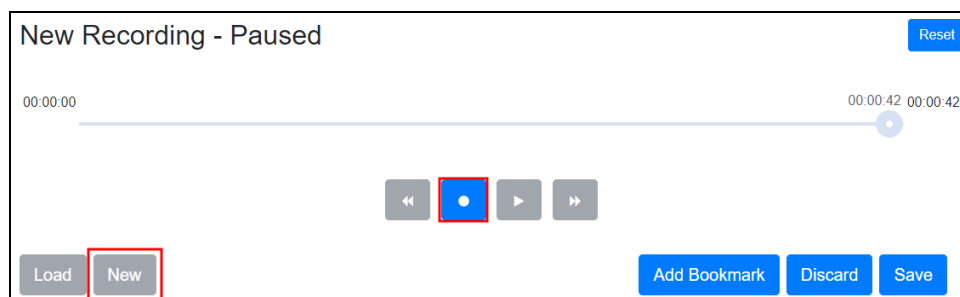 New Recording - Paused
Reset
00:00:00
00:00:42
00:00:42
Load
New
Add Bookmark
Discard
Save